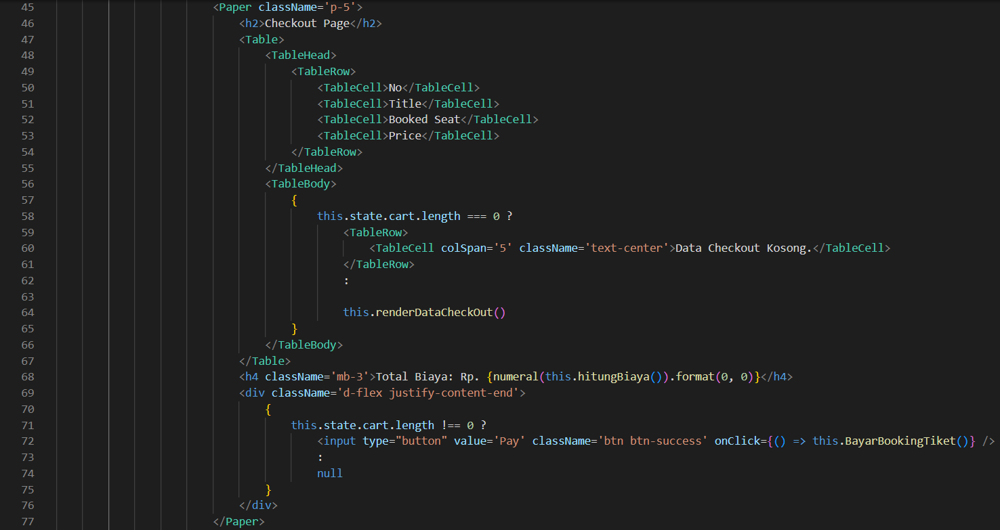 45 <Paper className='p-5'>
46 <h2>Checkout Page</h2>
47 <Table>
48 <TableHead>
49 <TableRow>
50 <TableCell>No</TableCell>
51 <TableCell>Title</TableCell>
52 <TableCell>Booked Seat</TableCell>
53 <TableCell>Price</TableCell>
54 </TableRow>
55 </TableHead>
56 <TableBody>
57 {
58 this.state.cart.length === 0 ?
59 <TableRow>
60 <TableCell colSpan='5' className='text-center'>Data Checkout Kosong.</TableCell>
61 </TableRow>
62 :
63
64 this.renderDataCheckOut()
65 }
66 </TableBody>
67 </Table>
68 <h4 className='mb-3'>Total Biaya: Rp. {numeral(this.hitungBiaya()).format(0, 0)}</h4>
69 <div className='d-flex justify-content-end'>
70 {
71 this.state.cart.length !== 0 ?
72 <input type="button" value='Pay' className='btn btn-success' onClick={() => this.BayarBookingTiket()} />
73 :
74 null
75 }
76 </div>
77 </Paper>